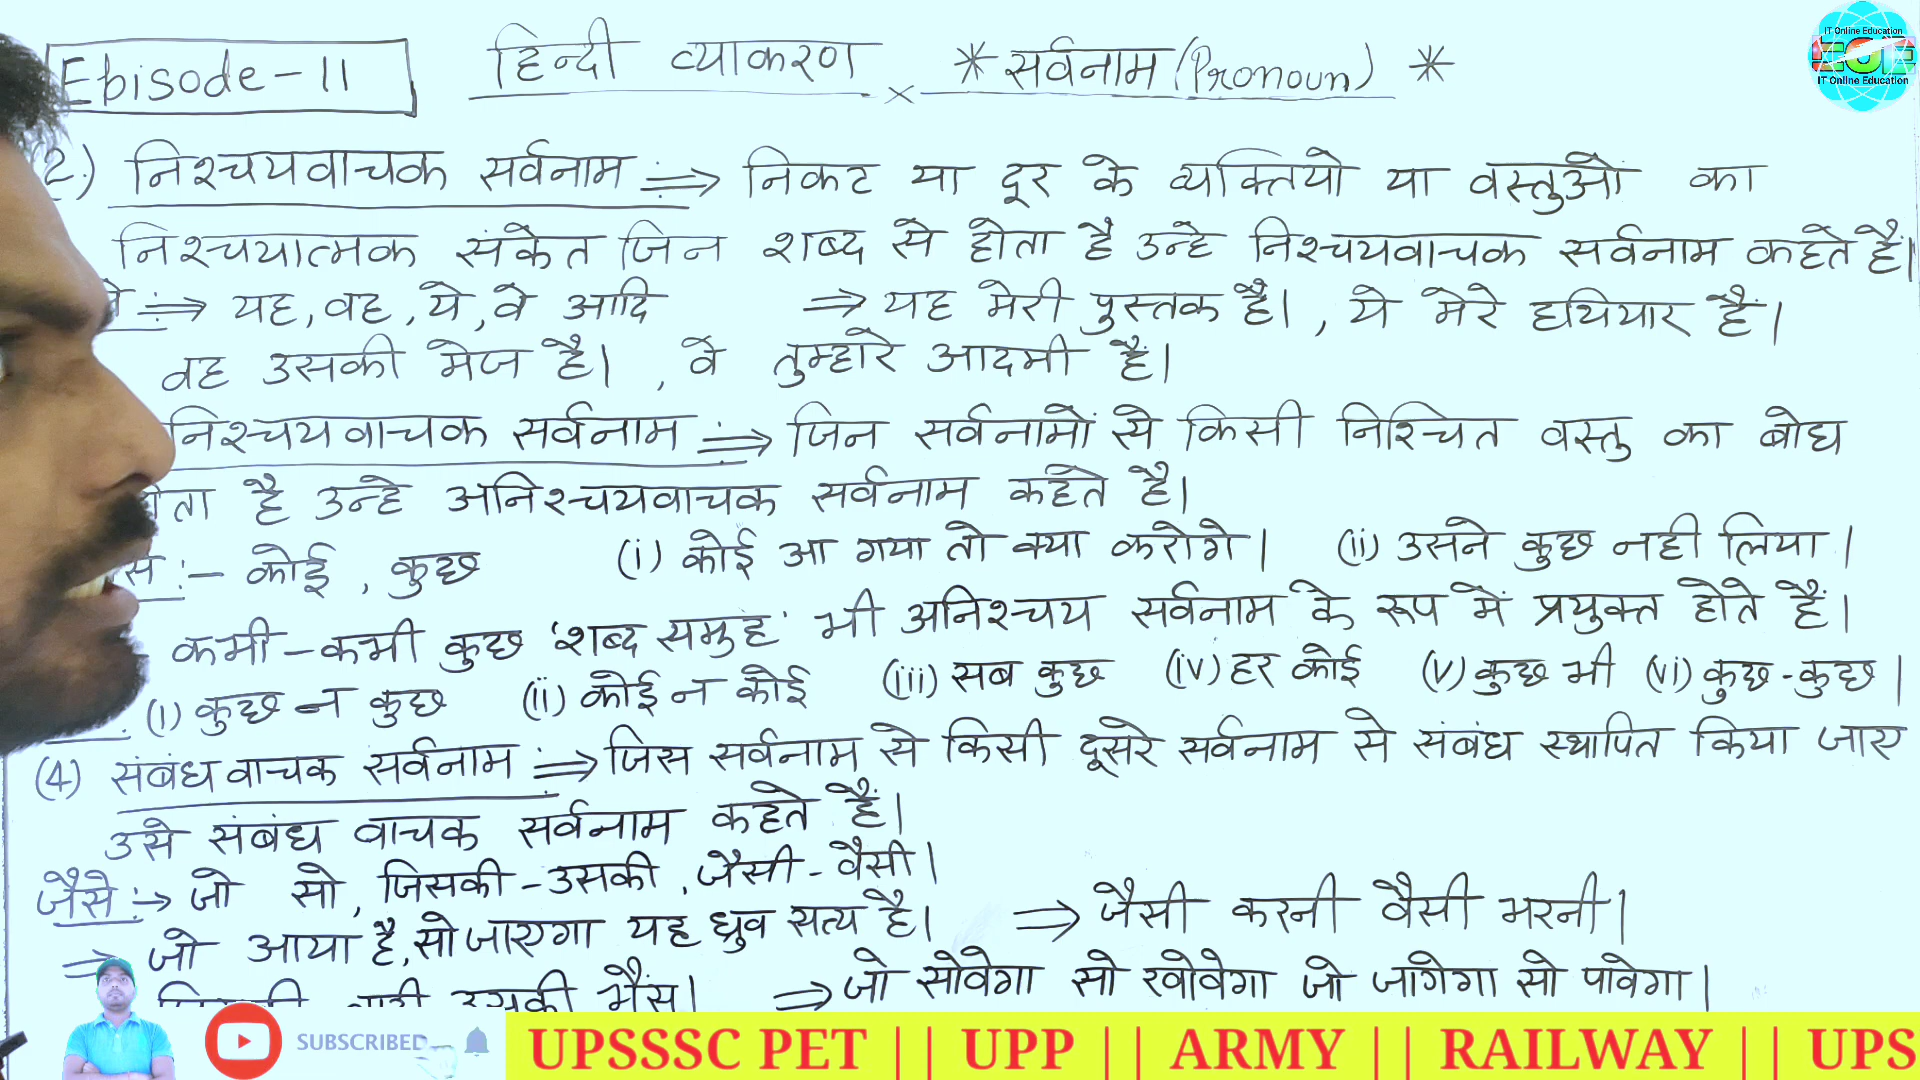 Ebisode-11 हिन्दी व्याकरण × *सर्वनाम (Pronoun) *
IT Online Education
IT Online Education
2.) निश्चयवाचक सर्वनाम :⇒ निकट या दूर के व्यक्तियो या वस्तुओ का
निश्चयात्मक संकेत जिन शब्द से होता है उन्हे निश्चयवाचक सर्वनाम कहते हैं।
:⇒ यह, वह, ये, वे आदि ⇒ यह मेरी पुस्तक है। , ये मेरे हथियार हैं।
वह उसकी मेज है। , वे तुम्हारे आदमी हैं।
निश्चयवाचक सर्वनाम :⇒ जिन सर्वनामों से किसी निश्चित वस्तु का बोध
ता है उन्हे अनिश्चयवाचक सर्वनाम कहते है।
से :- कोई , कुछ (i) कोई आ गया तो क्या करोगे। (ii) उसने कुछ नही लिया।
कभी-कभी कुछ 'शब्द समुह' भी अनिश्चय सर्वनाम के रूप में प्रयुक्त होते हैं।
(i) कुछ न कुछ (ii) कोई न कोई (iii) सब कुछ (iv) हर कोई (v) कुछ भी (vi) कुछ-कुछ।
(4) संबंध वाचक सर्वनाम :⇒ जिस सर्वनाम से किसी दूसरे सर्वनाम से संबंध स्थापित किया जाए
उसे संबंध वाचक सर्वनाम कहते हैं।
जैसे :→ जो सो, जिसकी-उसकी, जैसी-वैसी।
⇒ जो आया है, सो जाएगा यह ध्रुव सत्य है। ⇒ जैसी करनी वैसी भरनी।
उसकी भैंस। ⇒ जो सोवेगा सो खोवेगा जो जागेगा सो पावेगा।
SUBSCRIBED
UPSSSC PET || UPP || ARMY || RAILWAY || UPS